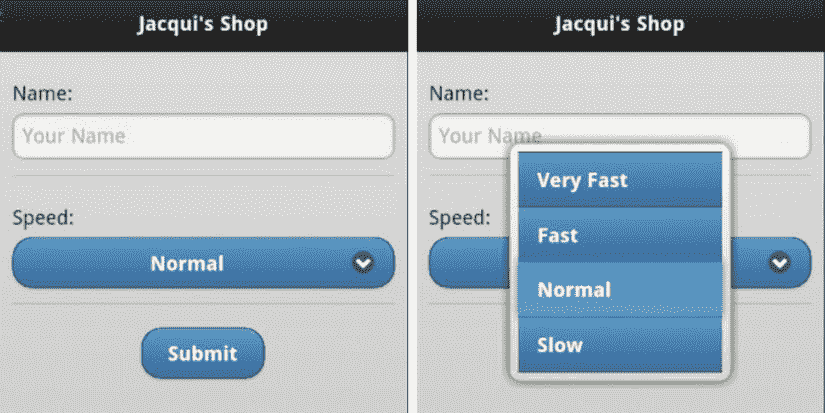 Jacqui's Shop
Name:
Your Name
Speed:
Normal
Submit
Jacqui's Shop
Name:
Your Name
Speed:
Very Fast
Fast
Normal
Slow